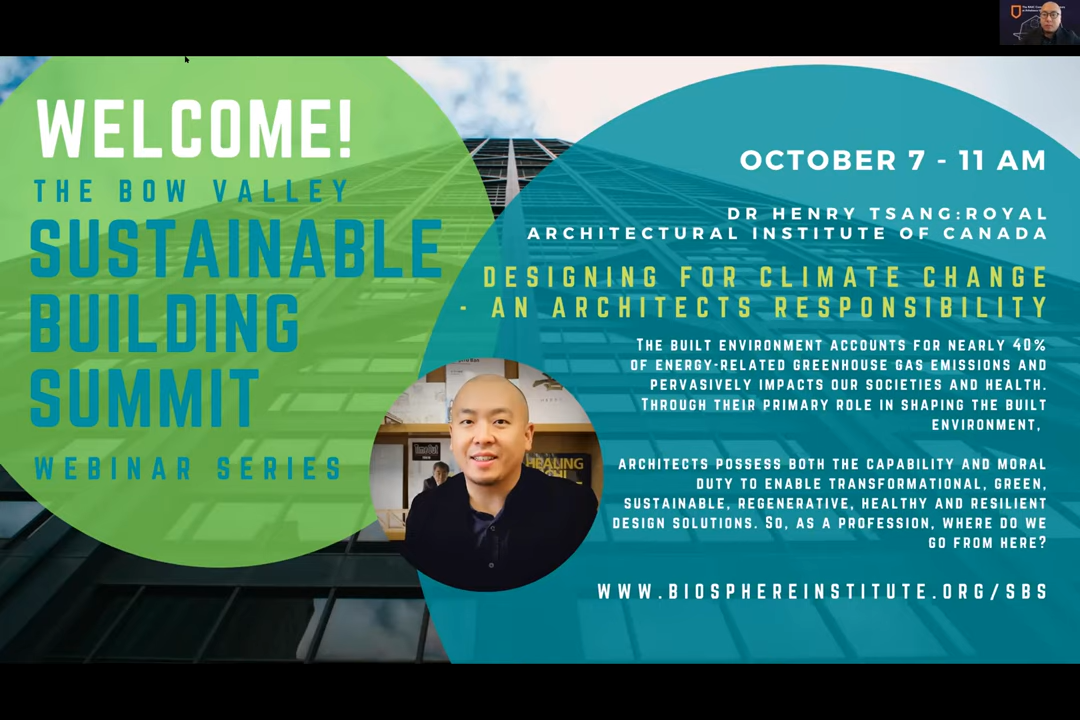 WELCOME!
THE BOW VALLEY
SUSTAINABLE
BUILDING
SUMMIT
WEBINAR SERIES
OCTOBER 7 - 11 AM
DR HENRY TSANG:ROYAL
ARCHITECTURAL INSTITUTE OF CANADA
DESIGNING FOR CLIMATE CHANGE
- AN ARCHITECTS RESPONSIBILITY
THE BUILT ENVIRONMENT ACCOUNTS FOR NEARLY 40%
OF ENERGY-RELATED GREENHOUSE GAS EMISSIONS AND
PERVASIVELY IMPACTS OUR SOCIETIES AND HEALTH.
THROUGH THEIR PRIMARY ROLE IN SHAPING THE BUILT
ENVIRONMENT,
ARCHITECTS POSSESS BOTH THE CAPABILITY AND MORAL
DUTY TO ENABLE TRANSFORMATIONAL, GREEN,
SUSTAINABLE, REGENERATIVE, HEALTHY AND RESILIENT
DESIGN SOLUTIONS. SO, AS A PROFESSION, WHERE DO WE
GO FROM HERE?
WWW.BIOSPHEREINSTITUTE.ORG/SBS
TimeOut
HEALING